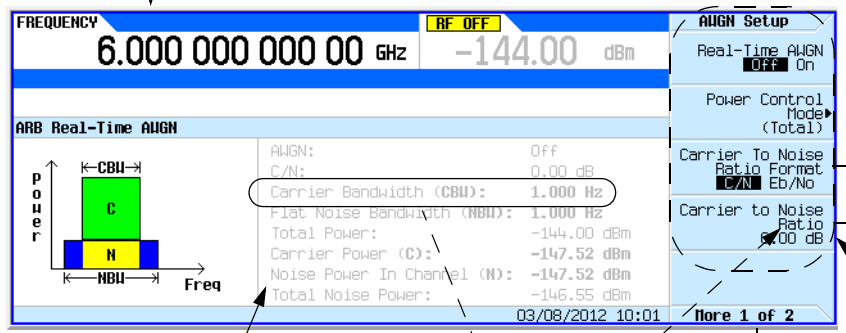 FREQUENCY
RF OFF
6.000 000 000 00 GHz
-144.00 dBm
ARB Real-Time AWGN
Power
CBW
C
N
NBW
Freq
AWGN: Off
C/N: 0.00 dB
Carrier Bandwidth (CBW): 1.000 Hz
Flat Noise Bandwidth (NBW): 1.000 Hz
Total Power: -144.00 dBm
Carrier Power (C): -147.52 dBm
Noise Power In Channel (N): -147.52 dBm
Total Noise Power: -146.55 dBm
03/08/2012 10:01
AWGN Setup
Real-Time AWGN
Off On
Power Control
Mode
(Total)
Carrier To Noise
Ratio Format
C/N Eb/No
Carrier to Noise
Ratio
0.00 dB
More 1 of 2